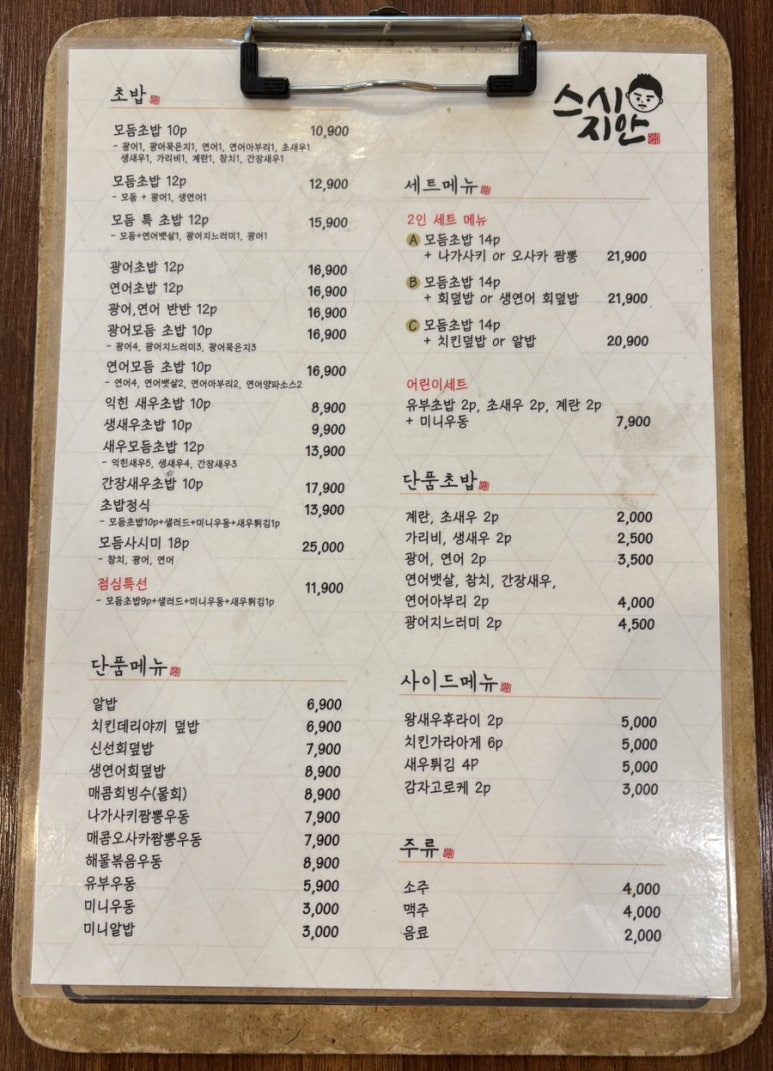 스시
지안
초밥
모듬초밥 10p 10,900
- 광어1, 광어묵은지1, 연어1, 연어아부리1, 초새우1
생새우1, 가리비1, 계란1, 참치1, 간장새우1
모듬초밥 12p 12,900
- 모듬 + 광어1, 생연어1
모듬 특 초밥 12p 15,900
- 모듬+연어뱃살1, 광어지느러미1, 광어1
광어초밥 12p 16,900
연어초밥 12p 16,900
광어,연어 반반 12p 16,900
광어모듬 초밥 10p 16,900
- 광어4, 광어지느러미3, 광어묵은지3
연어모듬 초밥 10p 16,900
- 연어4, 연어뱃살2, 연어아부리2, 연어양파소스2
익힌 새우초밥 10p 8,900
생새우초밥 10p 9,900
새우모듬초밥 12p 13,900
- 익힌새우5, 생새우4, 간장새우3
간장새우초밥 10p 17,900
초밥정식 13,900
- 모듬초밥10p+샐러드+미니우동+새우튀김1p
모듬사시미 18p 25,000
- 참치, 광어, 연어
점심특선 11,900
- 모듬초밥9p+샐러드+미니우동+새우튀김1p
단품메뉴
알밥 6,900
치킨데리야끼 덮밥 6,900
신선회덮밥 7,900
생연어회덮밥 8,900
매콤회빙수(물회) 8,900
나가사키짬뽕우동 7,900
매콤오사카짬뽕우동 7,900
해물볶음우동 8,900
유부우동 5,900
미니우동 3,000
미니알밥 3,000
세트메뉴
2인 세트 메뉴
A 모듬초밥 14p
+ 나가사키 or 오사카 짬뽕 21,900
B 모듬초밥 14p
+ 회덮밥 or 생연어 회덮밥 21,900
C 모듬초밥 14p
+ 치킨덮밥 or 알밥 20,900
어린이세트
유부초밥 2p, 초새우 2p, 계란 2p
+ 미니우동 7,900
단품초밥
계란, 초새우 2p 2,000
가리비, 생새우 2p 2,500
광어, 연어 2p 3,500
연어뱃살, 참치, 간장새우,
연어아부리 2p 4,000
광어지느러미 2p 4,500
사이드메뉴
왕새우후라이 2p 5,000
치킨가라아게 6p 5,000
새우튀김 4P 5,000
감자고로케 2p 3,000
주류
소주 4,000
맥주 4,000
음료 2,000